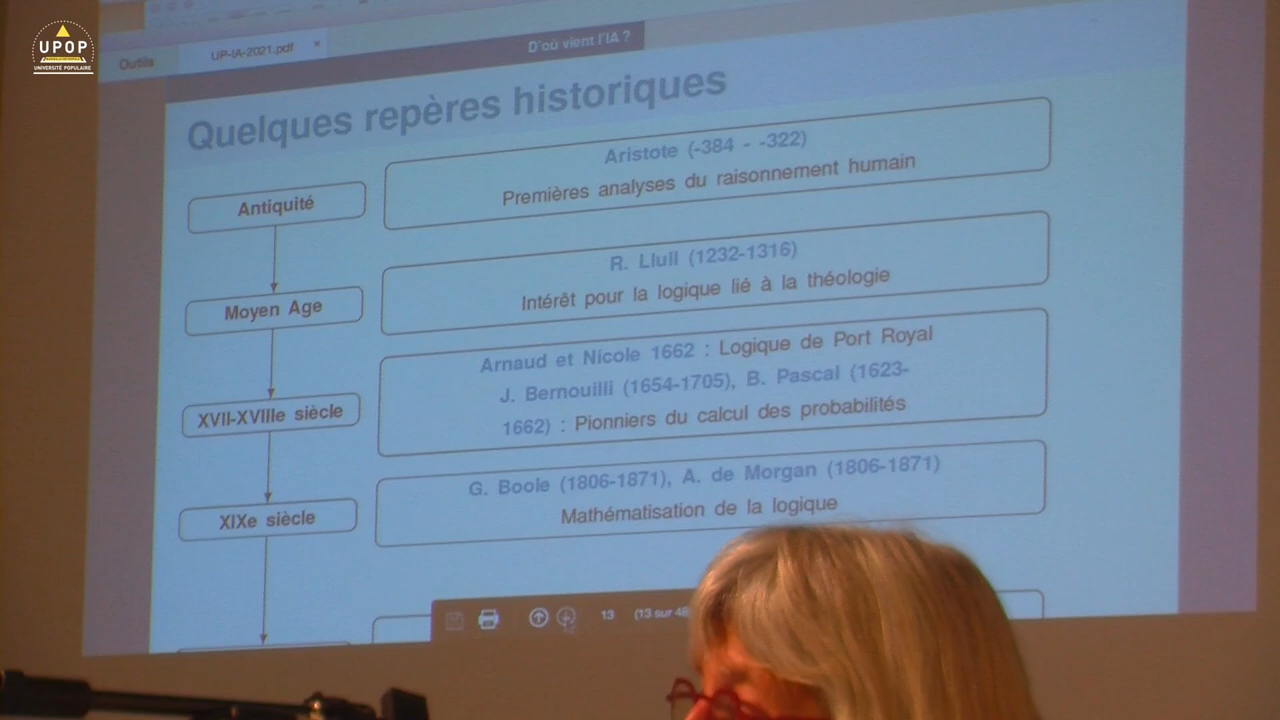 UPOP
UNIVERSITÉ POPULAIRE
Outils
UP-IA-2021.pdf ×
D'où vient l'IA ?
Quelques repères historiques
Antiquité
Aristote (-384 - -322)
Premières analyses du raisonnement humain
Moyen Age
R. Llull (1232-1316)
Intérêt pour la logique lié à la théologie
XVII-XVIIIe siècle
Arnaud et Nicole 1662 : Logique de Port Royal
J. Bernouilli (1654-1705), B. Pascal (1623-
1662) : Pionniers du calcul des probabilités
XIXe siècle
G. Boole (1806-1871), A. de Morgan (1806-1871)
Mathématisation de la logique
13 (13 sur 48